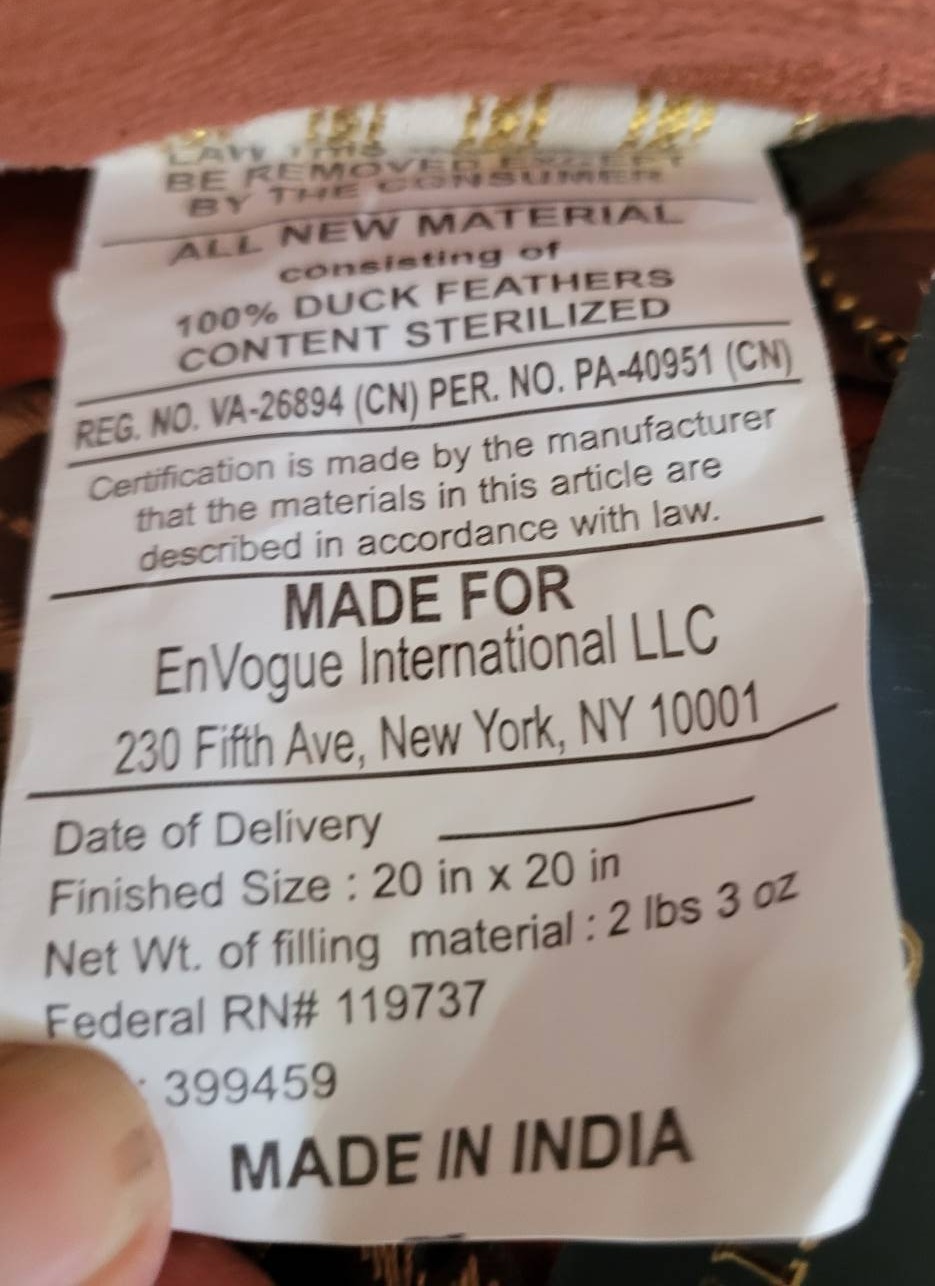 LAW THIS
BE REMOVED EXCEPT
BY THE CONSUMER
ALL NEW MATERIAL
consisting of
100% DUCK FEATHERS
CONTENT STERILIZED
REG. NO. VA-26894 (CN) PER. NO. PA-40951 (CN)
Certification is made by the manufacturer
that the materials in this article are
described in accordance with law.
MADE FOR
EnVogue International LLC
230 Fifth Ave, New York, NY 10001
Date of Delivery
Finished Size : 20 in x 20 in
Net Wt. of filling material : 2 lbs 3 oz
Federal RN# 119737
: 399459
MADE IN INDIA